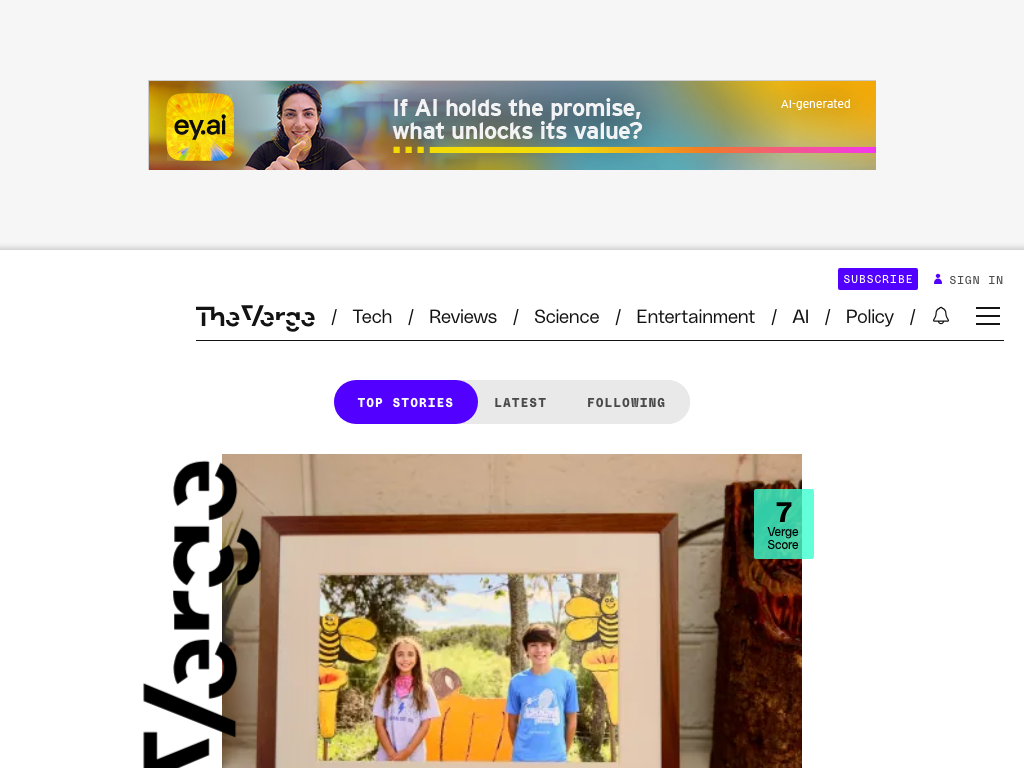 ey.ai
If AI holds the promise,
what unlocks its value?
AI-generated
SUBSCRIBE
SIGN IN
The Verge / Tech / Reviews / Science / Entertainment / AI / Policy /
TOP STORIES LATEST FOLLOWING
7
Verge
Score
Verge